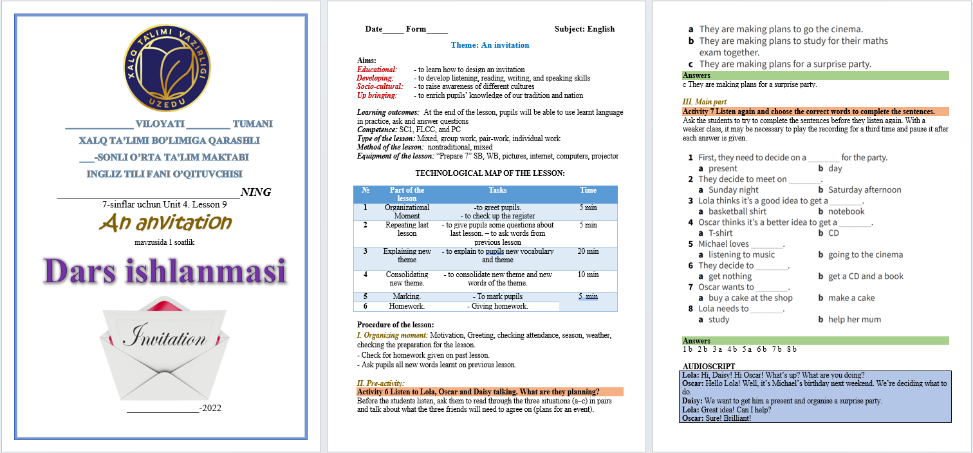 XALQ TA'LIMI VAZIRLIGI
UZEDU
____________ VILOYATI ________ TUMANI
XALQ TA'LIMI BO'LIMIGA QARASHLI
___-SONLI O'RTA TA'LIM MAKTABI
INGLIZ TILI FANI O'QITUVCHISI
______________________________NING
7-sinflar uchun Unit 4. Lesson 9
An anvitation
mavzusida 1 soatlik
Dars ishlanmasi
Invitation
_______________-2022
Date_____ Form_____ Subject: English
Theme: An invitation
Aims:
Educational: - to learn how to design an invitation
Developing: - to develop listening, reading, writing, and speaking skills
Socio-cultural: - to raise awareness of different cultures
Up bringing: - to enrich pupils' knowledge of our tradition and nation
Learning outcomes: At the end of the lesson, pupils will be able to use learnt language
in practice, ask and answer questions
Competence: SC1, FLCC, and PC
Type of the lesson: Mixed, group work, pair-work, individual work
Method of the lesson: nontraditional, mixed
Equipment of the lesson: "Prepare 7" SB, WB, pictures, internet, computers, projector
TECHNOLOGICAL MAP OF THE LESSON:
№ Part of the lesson Tasks Time
1 Organizational Moment -to greet pupils. - to check up the register 5 min
2 Repeating last lesson - to give pupils some questions about last lesson. – to ask words from previous lesson 5 min
3 Explaining new theme - to explain to pupils new vocabulary and theme 20 min
4 Consolidating new theme. - to consolidate new theme and new words of the theme. 10 min
5 Marking. - To mark pupils 5 min
6 Homework. - Giving homework.
Procedure of the lesson:
I. Organizing moment: Motivation, Greeting, checking attendance, season, weather,
checking the preparation for the lesson.
- Check for homework given on past lesson.
- Ask pupils all new words learnt on previous lesson.
II. Pre-activity:
Activity 6 Listen to Lola, Oscar and Daisy talking. What are they planning?
Before the students listen, ask them to read through the three situations (a–c) in pairs
and talk about what the three friends will need to agree on (plans for an event).
a They are making plans to go the cinema.
b They are making plans to study for their maths
exam together.
c They are making plans for a surprise party.
Answers
c They are making plans for a surprise party.
III. Main part
Activity 7 Listen again and choose the correct words to complete the sentences.
Ask the students to try to complete the sentences before they listen again. With a
weaker class, it may be necessary to play the recording for a third time and pause it after
each answer is given.
1 First, they need to decide on a _______ for the party.
a present b day
2 They decide to meet on _______.
a Sunday night b Saturday afternoon
3 Lola thinks it's a good idea to get a _______.
a basketball shirt b notebook
4 Oscar thinks it's a better idea to get a _______.
a T-shirt b CD
5 Michael loves _______.
a listening to music b going to the cinema
6 They decide to _______.
a get nothing b get a CD and a book
7 Oscar wants to _______.
a buy a cake at the shop b make a cake
8 Lola needs to _______.
a study b help her mum
Answers
1b 2b 3a 4b 5a 6b 7b 8b
AUDIOSCRIPT
Lola: Hi, Daisy! Hi Oscar! What's up? What are you doing?
Oscar: Hello Lola! Well, it's Michael's birthday next weekend. We're deciding what to
do.
Daisy: We want to get him a present and organise a surprise party.
Lola: Great idea! Can I help?
Oscar: Sure! Brilliant!